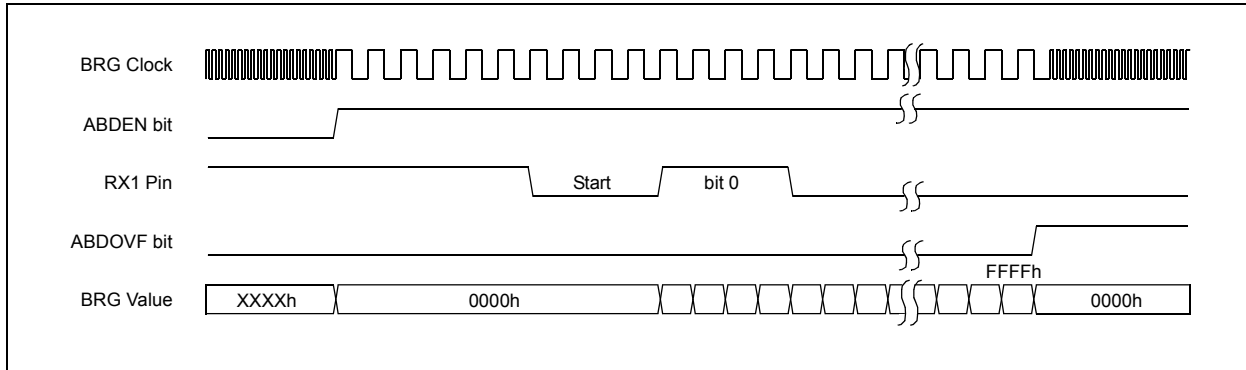 BRG Clock
ABDEN bit
RX1 Pin
Start
bit 0
ABDOVF bit
FFFFh
BRG Value
XXXXh
0000h
0000h